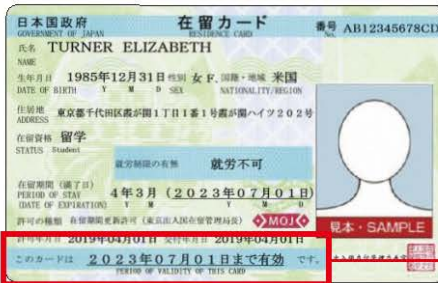 日本国政府 在留カード 番号 AB12345678CD
GOVERNMENT OF JAPAN RESIDENCE CARD No.
氏名 TURNER ELIZABETH
NAME
生年月日 1985年12月31日 性別 女 F. 国籍・地域 米国
DATE OF BIRTH Y M D SEX NATIONALITY/REGION
住居地 東京都千代田区霞が関1丁目1番1号霞が関ハイツ202号
ADDRESS
在留資格 留学
STATUS Student
就労制限の有無 就労不可
在留期間(満了日) 4年3月(2023年07月01日)
PERIOD OF STAY
(DATE OF EXPIRATION) Y M Y M D
許可の種類 在留期間更新許可(東京出入国在留管理局長) MOJ
見本・SAMPLE
許可年月日 2019年04月01日 交付年月日 2019年04月01日
このカードは 2023年07月01日まで有効 です。
PERIOD OF VALIDITY OF THIS CARD